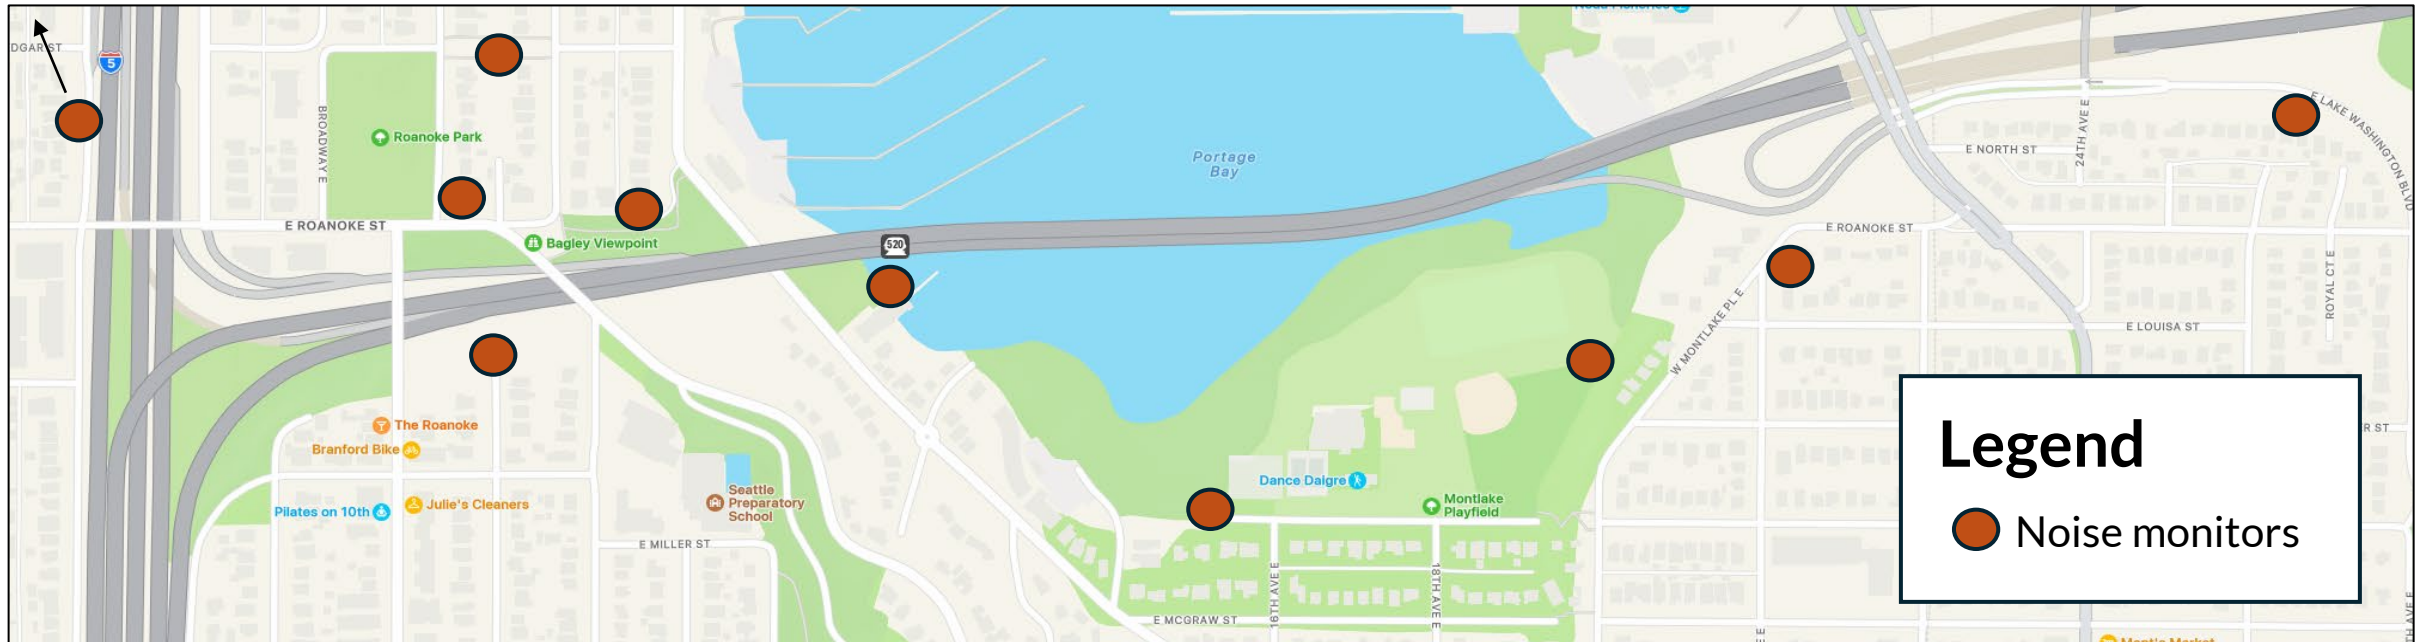 DGAR ST
5
BROADWAY E
Roanoke Park
E ROANOKE ST
Bagley Viewpoint
520
Portage
Bay
E LAKE WASHINGTON BLVD
24TH AVE E
E NORTH ST
E ROANOKE ST
W MONTLAKE PL E
ROYAL CT E
E LOUISA ST
The Roanoke
Branford Bike
Pilates on 10th
Julie's Cleaners
Seattle
Preparatory
School
E MILLER ST
Dance Daigre
Montlake
Playfield
16TH AVE E
18TH AVE E
E MCGRAW ST
R ST
Legend
Noise monitors